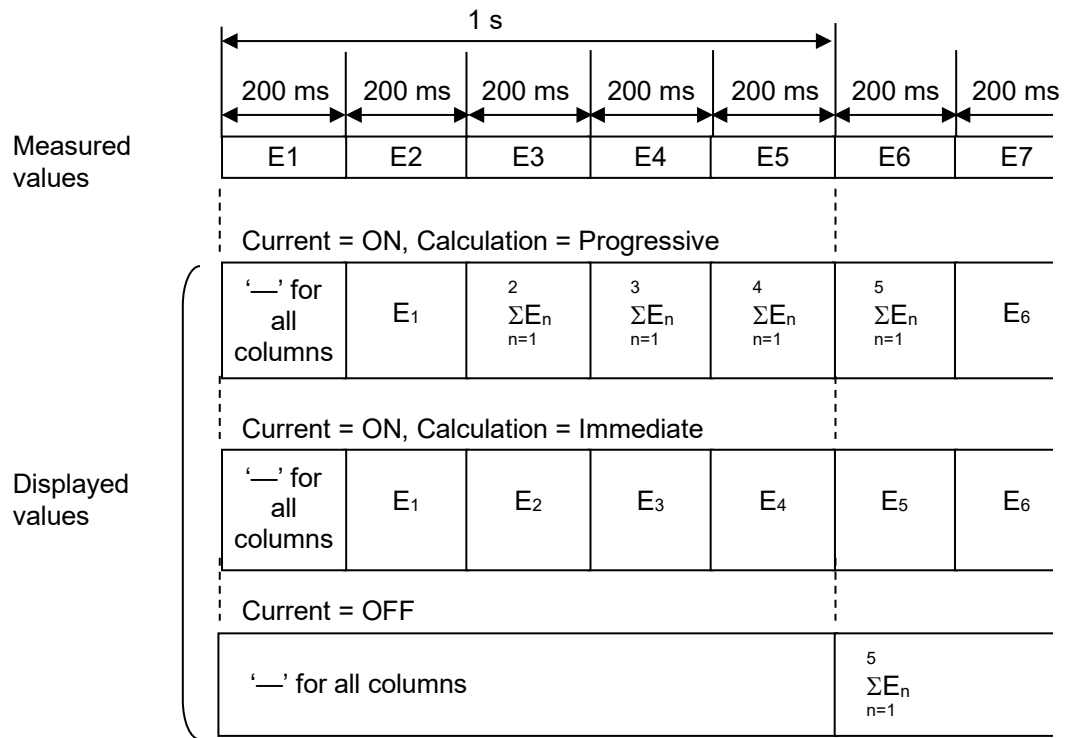 1 s
200 ms 200 ms 200 ms 200 ms 200 ms 200 ms 200 ms
Measured
values
E1 E2 E3 E4 E5 E6 E7
Current = ON, Calculation = Progressive
‘—’ for
all
columns
E1
2
ΣEn
n=1
3
ΣEn
n=1
4
ΣEn
n=1
5
ΣEn
n=1
E6
Current = ON, Calculation = Immediate
Displayed
values
‘—’ for
all
columns
E1 E2 E3 E4 E5 E6
Current = OFF
‘—’ for all columns
5
ΣEn
n=1